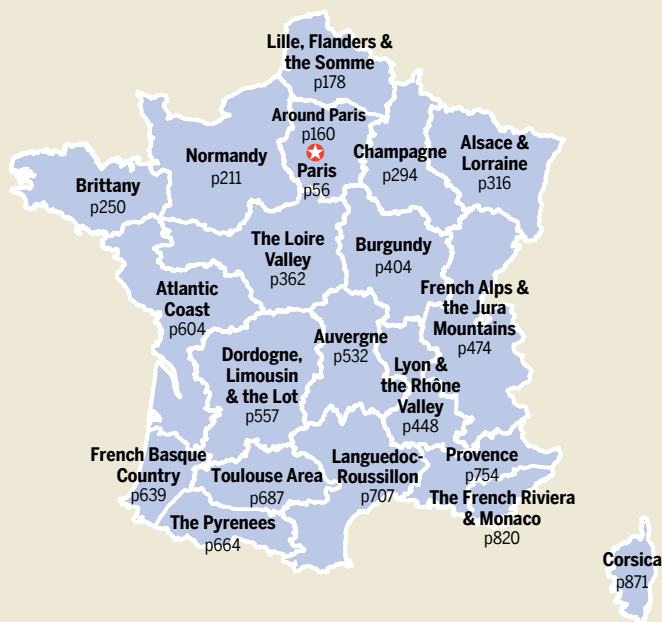 Lille, Flanders &
the Somme
p178
Around Paris
p160
Paris
p56
Champagne
p294
Alsace &
Lorraine
p316
Normandy
p211
Brittany
p250
The Loire
Valley
p362
Burgundy
p404
French Alps &
the Jura
Mountains
p474
Atlantic
Coast
p604
Auvergne
p532
Dordogne,
Limousin
& the Lot
p557
Lyon &
the Rhône
Valley
p448
French Basque
Country
p639
Toulouse Area
p687
Languedoc-
Roussillon
p707
Provence
p754
The French Riviera
& Monaco
p820
The Pyrenees
p664
Corsica
p871